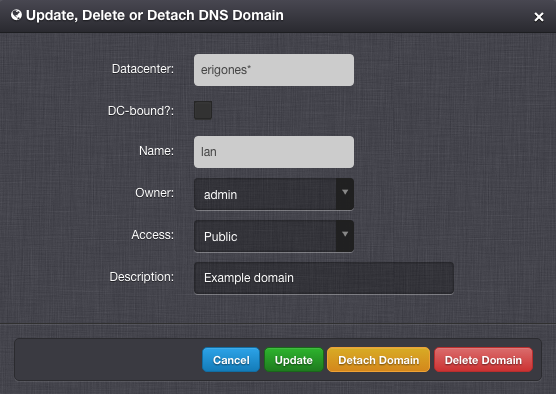 Update, Delete or Detach DNS Domain
Datacenter: erigones*
DC-bound?:
Name: lan
Owner: admin
Access: Public
Description: Example domain
Cancel Update Detach Domain Delete Domain